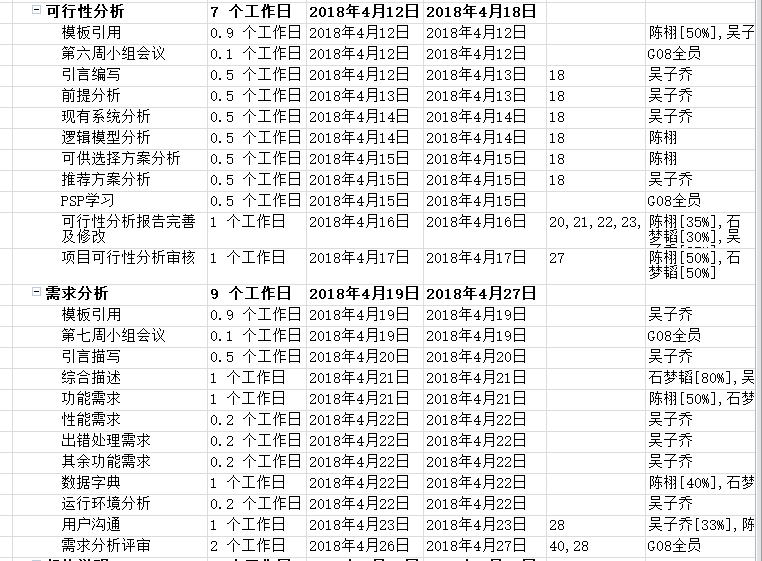 可行性分析 7 个工作日 2018年4月12日 2018年4月18日
模板引用 0.9 个工作日 2018年4月12日 2018年4月12日 陈栩[50%],吴子
第六周小组会议 0.1 个工作日 2018年4月12日 2018年4月12日 G08全员
引言编写 0.5 个工作日 2018年4月12日 2018年4月13日 18 吴子乔
前提分析 0.5 个工作日 2018年4月13日 2018年4月13日 18 吴子乔
现有系统分析 0.5 个工作日 2018年4月14日 2018年4月14日 18 吴子乔
逻辑模型分析 0.5 个工作日 2018年4月14日 2018年4月14日 18 陈栩
可供选择方案分析 0.5 个工作日 2018年4月15日 2018年4月15日 18 陈栩
推荐方案分析 0.5 个工作日 2018年4月15日 2018年4月15日 18 吴子乔
PSP学习 0.5 个工作日 2018年4月15日 2018年4月15日 G08全员
可行性分析报告完善 1 个工作日 2018年4月16日 2018年4月16日 20,21,22,23, 陈栩[35%],石
及修改 梦韬[30%],吴
项目可行性分析审核 1 个工作日 2018年4月17日 2018年4月17日 27 陈栩[50%],石
梦韬[50%]
需求分析 9 个工作日 2018年4月19日 2018年4月27日
模板引用 0.9 个工作日 2018年4月19日 2018年4月19日 吴子乔
第七周小组会议 0.1 个工作日 2018年4月19日 2018年4月19日 G08全员
引言描写 0.5 个工作日 2018年4月20日 2018年4月20日 吴子乔
综合描述 1 个工作日 2018年4月21日 2018年4月21日 石梦韬[80%],吴
功能需求 1 个工作日 2018年4月21日 2018年4月21日 陈栩[50%],石梦
性能需求 0.2 个工作日 2018年4月22日 2018年4月22日 吴子乔
出错处理需求 0.2 个工作日 2018年4月22日 2018年4月22日 吴子乔
其余功能需求 0.2 个工作日 2018年4月22日 2018年4月22日 吴子乔
数据字典 1 个工作日 2018年4月22日 2018年4月22日 陈栩[40%],石梦
运行环境分析 0.2 个工作日 2018年4月22日 2018年4月22日 吴子乔
用户沟通 1 个工作日 2018年4月23日 2018年4月23日 28 吴子乔[33%],陈
需求分析评审 2 个工作日 2018年4月26日 2018年4月27日 40,28 G08全员